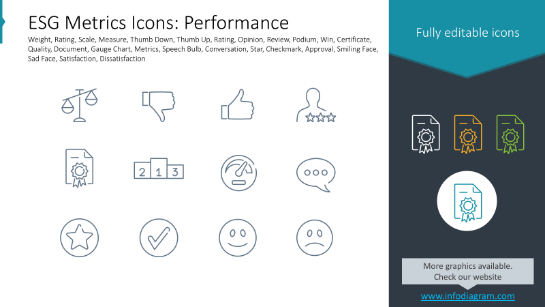 ESG Metrics Icons: Performance
Weight, Rating, Scale, Measure, Thumb Down, Thumb Up, Rating, Opinion, Review, Podium, Win, Certificate,
Quality, Document, Gauge Chart, Metrics, Speech Bulb, Conversation, Star, Checkmark, Approval, Smiling Face,
Sad Face, Satisfaction, Dissatisfaction
2 1 3
Fully editable icons
More graphics available.
Check our website
www.infodiagram.com